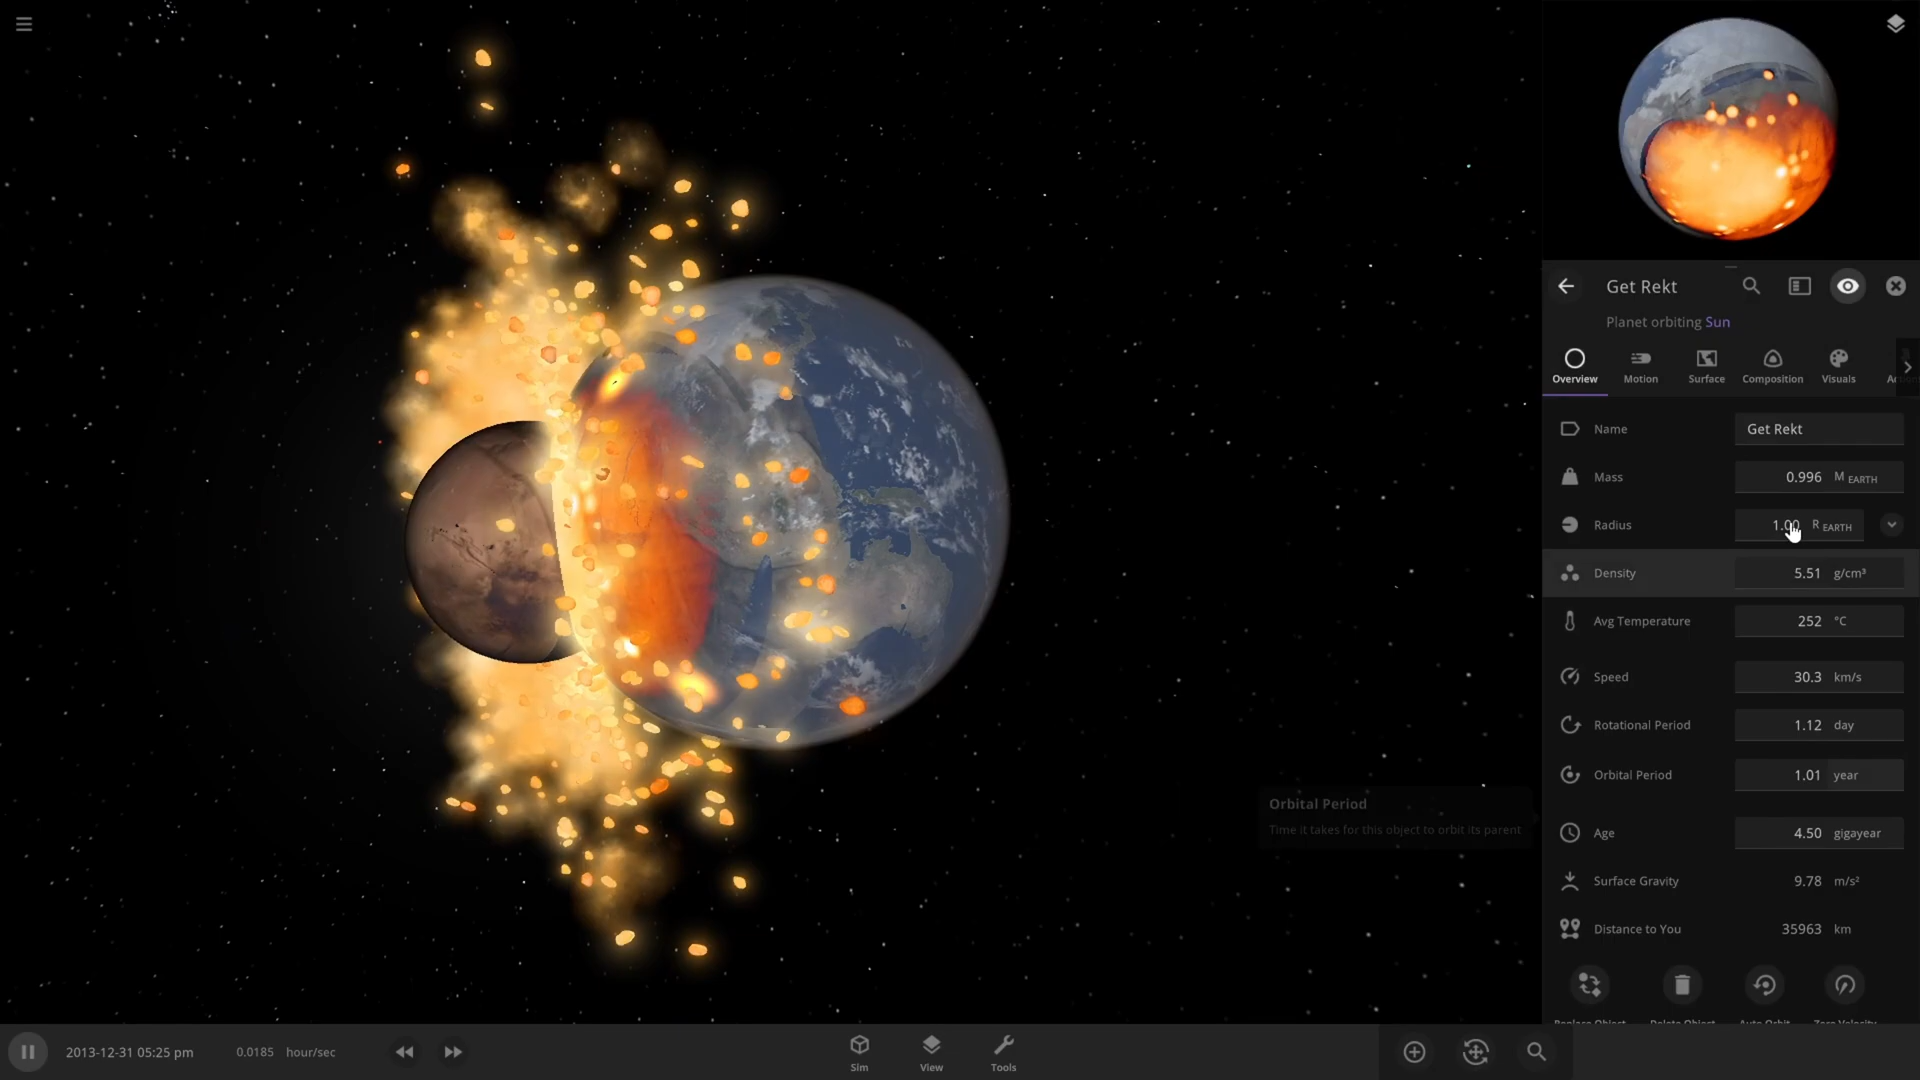 Get Rekt
Planet orbiting Sun
Overview
Motion
Surface
Composition
Visuals
Name
Get Rekt
Mass
0.996 M EARTH
Radius
1.00 R EARTH
Density
5.51 g/cm³
Avg Temperature
252 °C
Speed
30.3 km/s
Rotational Period
1.12 day
Orbital Period
1.01 year
Orbital Period
Time it takes for this object to orbit its parent
Age
4.50 gigayear
Surface Gravity
9.78 m/s²
Distance to You
35963 km
2013-12-31 05:25 pm
0.0185 hour/sec
Sim
View
Tools